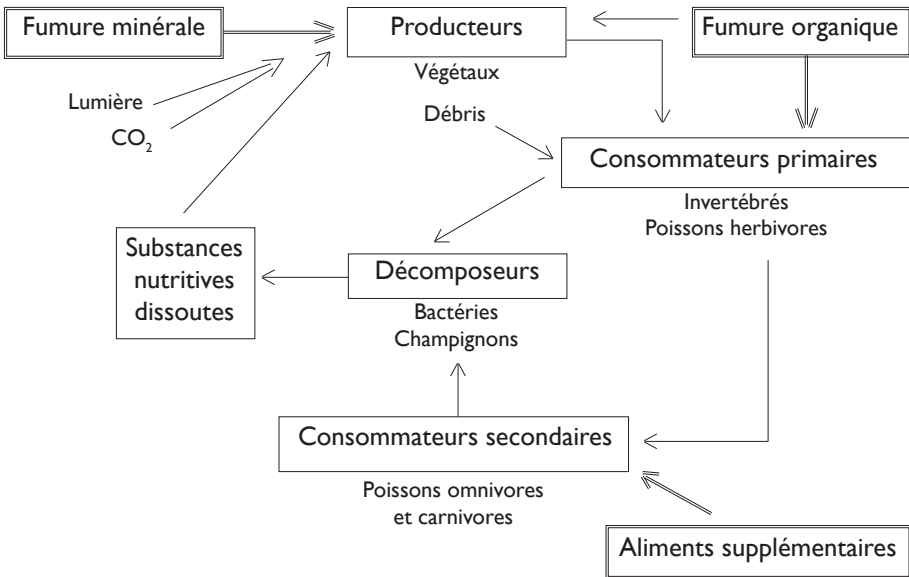 Fumure minérale
Producteurs
Fumure organique
Végétaux
Lumière
CO₂
Débris
Consommateurs primaires
Invertébrés
Poissons herbivores
Substances
nutritives
dissoutes
Décomposeurs
Bactéries
Champignons
Consommateurs secondaires
Poissons omnivores
et carnivores
Aliments supplémentaires